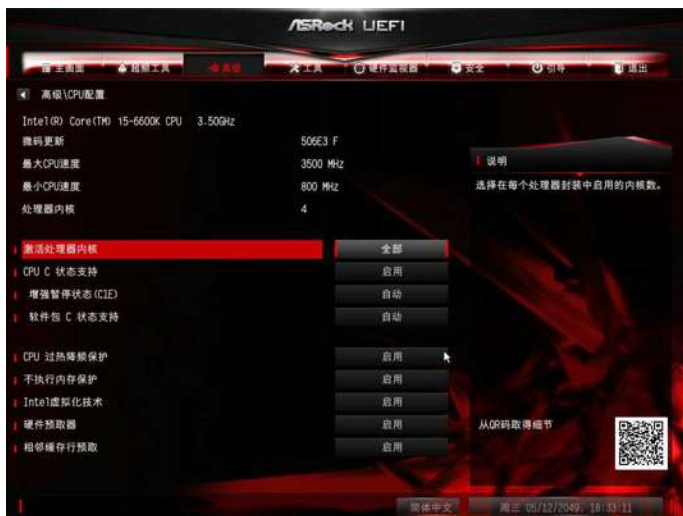 ASRock UEFI
主画面 超频工具 高级 工具 硬件监视器 安全 引导 退出
高级\CPU配置
Intel(R) Core(TM) i5-6600K CPU 3.50GHz
微码更新 506E3 F
最大CPU速度 3500 MHz
最小CPU速度 800 MHz
处理器内核 4
说明
选择在每个处理器封装中启用的内核数。
激活处理器内核 全部
CPU C 状态支持 启用
增强暂停状态(C1E) 自动
软件包 C 状态支持 自动
CPU 过热降频保护 启用
不执行内存保护 启用
Intel虚拟化技术 启用
硬件预取器 启用
相邻缓存行预取 启用
从QR码取得细节
简体中文 周三 05/12/2049, 18:33:11